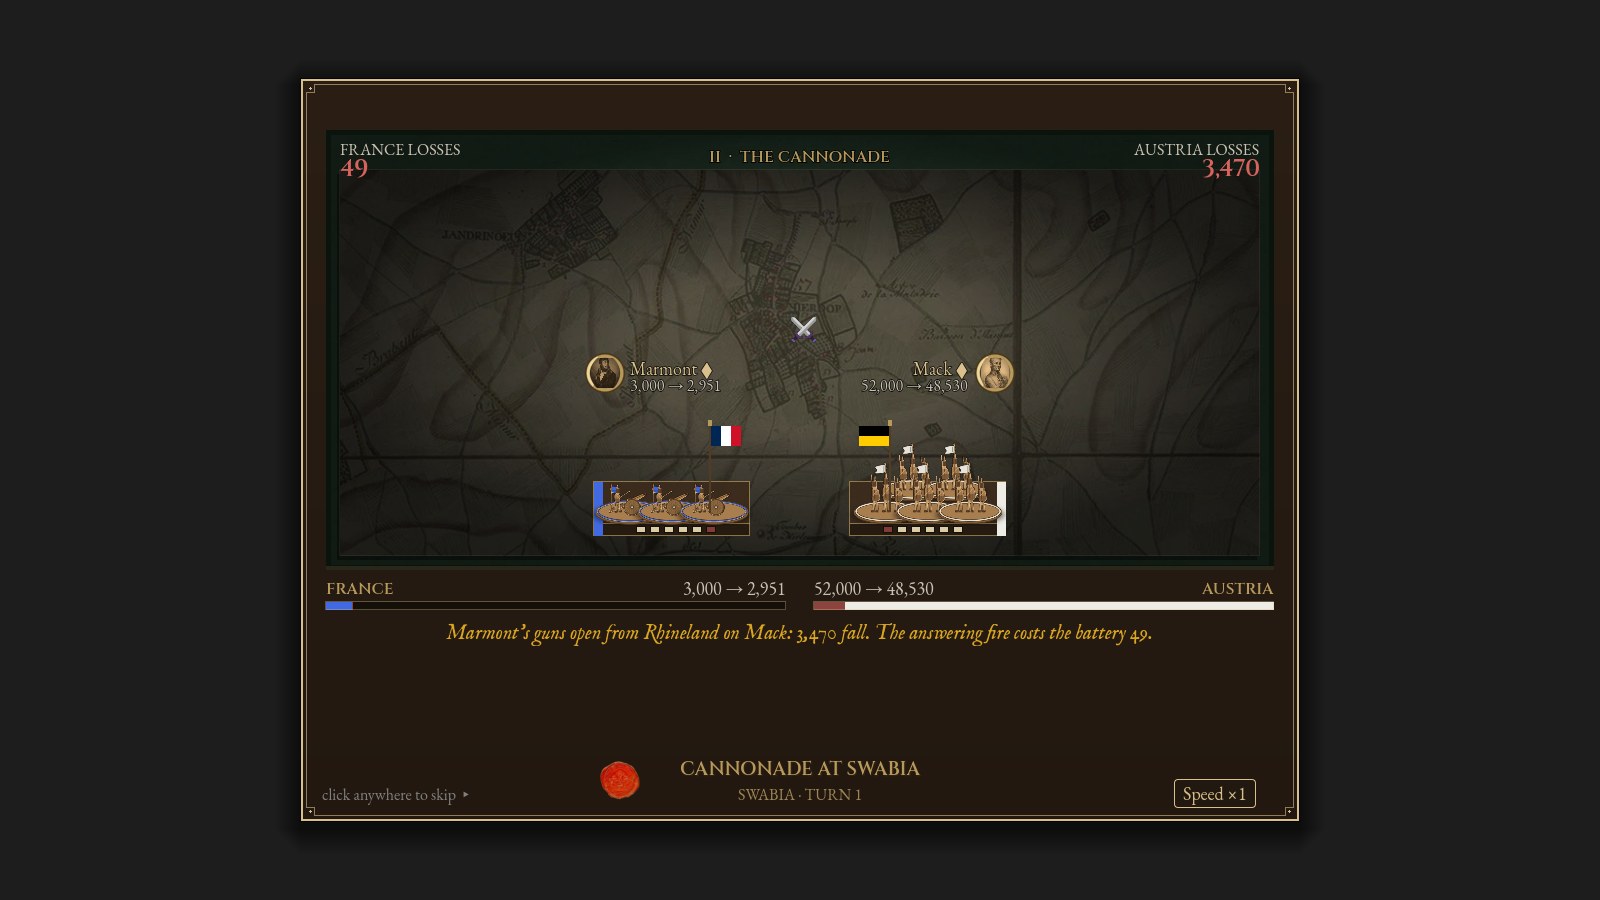 FRANCE LOSSES
49
II · THE CANNONADE
AUSTRIA LOSSES
3,470
JANDRINOE
Marmont
3,000 → 2,951
Mack
52,000 → 48,530
FRANCE
3,000 → 2,951
52,000 → 48,530
AUSTRIA
Marmont's guns open from Rhineland on Mack: 3,470 fall. The answering fire costs the battery 49.
CANNONADE AT SWABIA
SWABIA · TURN 1
click anywhere to skip ▸
Speed ×1